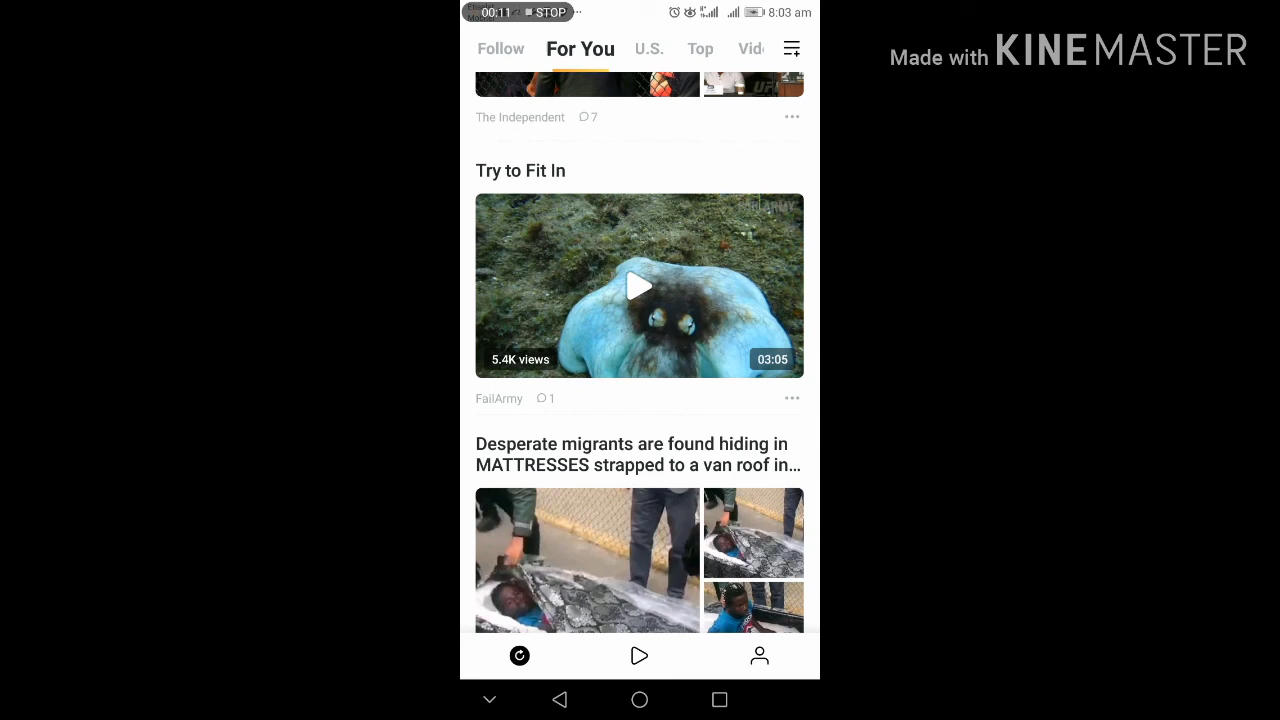 00:11 STOP ...
8:03 am
Made with KINEMASTER
Follow For You U.S. Top Vid
UF
The Independent 7
Try to Fit In
FAILARMY
5.4K views 03:05
FailArmy 1
Desperate migrants are found hiding in
MATTRESSES strapped to a van roof in...